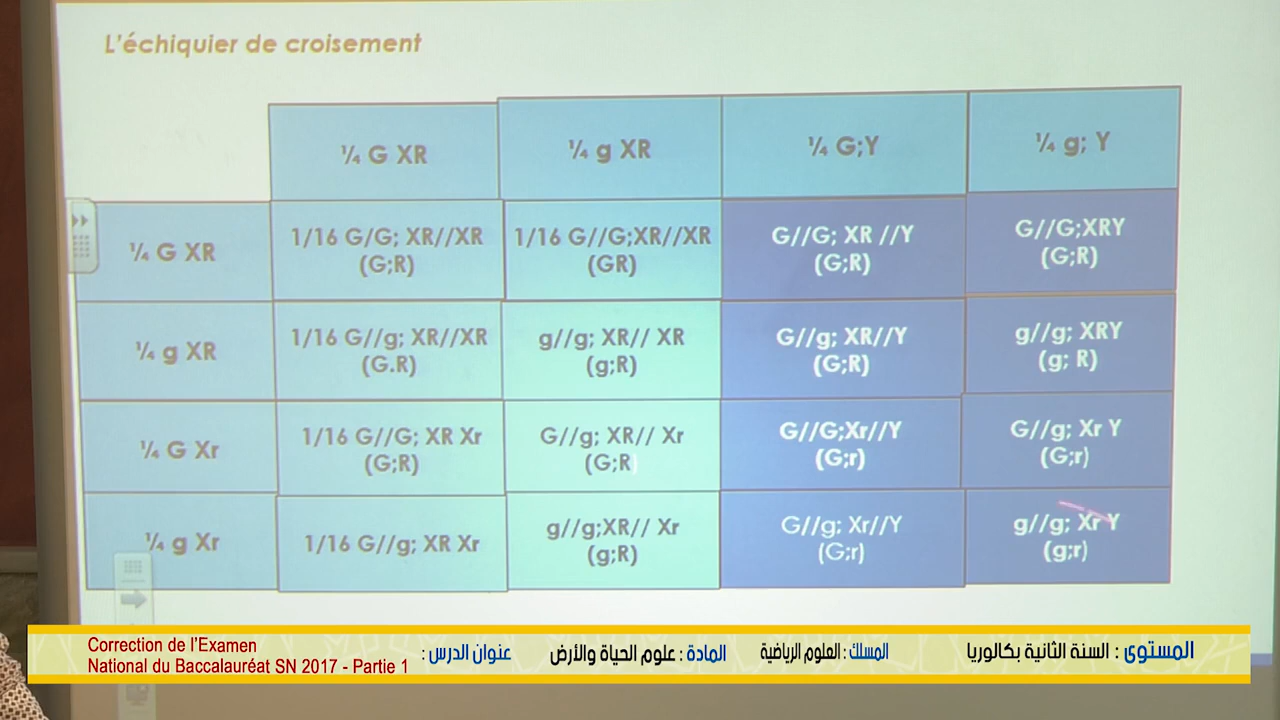 L'échiquier de croisement
¼ G XR
¼ g XR
¼ G;Y
¼ g; Y
¼ G XR
1/16 G/G; XR//XR
(G;R)
1/16 G//G;XR//XR
(GR)
G//G; XR //Y
(G;R)
G//G;XRY
(G;R)
¼ g XR
1/16 G//g; XR//XR
(G.R)
g//g; XR// XR
(g;R)
G//g; XR//Y
(G;R)
g//g; XRY
(g; R)
¼ G Xr
1/16 G//G; XR Xr
(G;R)
G//g; XR// Xr
(G;R
G//G;Xr//Y
(G;r)
G//g; Xr Y
(G;r)
¼ g Xr
1/16 G//g; XR Xr
g//g;XR// Xr
(g;R)
G//g; Xr//Y
(G;r)
g//g; Xr Y
(g;r)
المستوى : السنة الثانية بكالوريا
المسلك : العلوم الرياضية
المادة : علوم الحياة والأرض
عنوان الدرس :
Correction de l'Examen
National du Baccalauréat SN 2017 - Partie 1